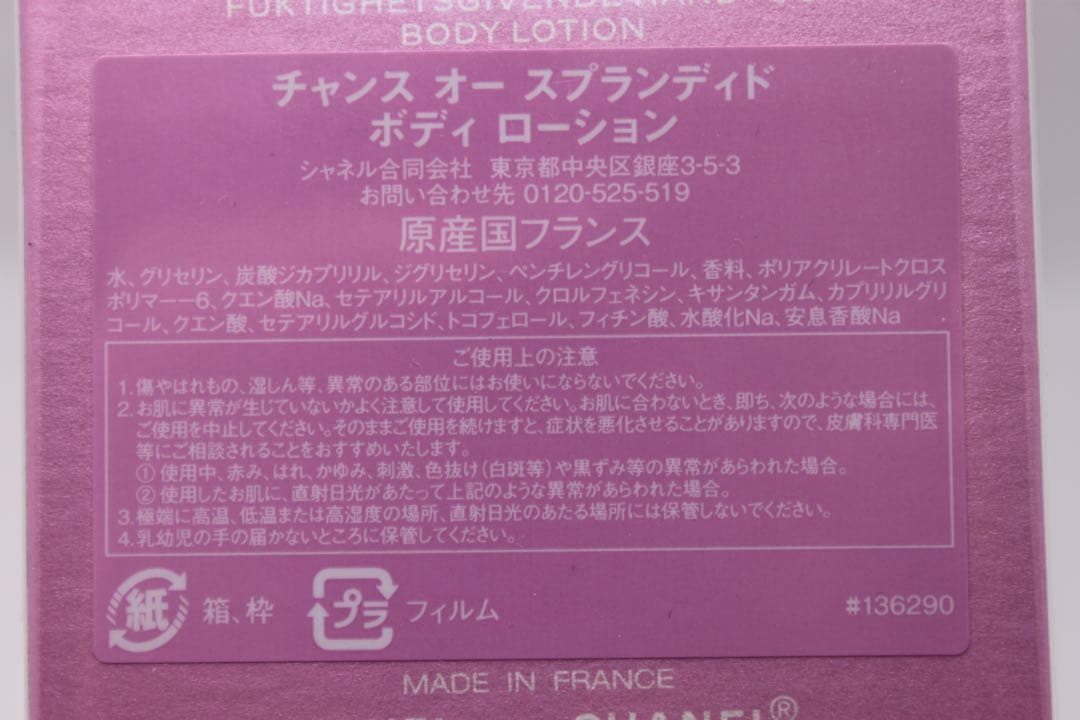 FUKTIGHETSGIVENDE HAND-
BODY LOTION
チャンス オー スプランディド
ボディ ローション
シャネル合同会社 東京都中央区銀座3-5-3
お問い合わせ先 0120-525-519
原産国フランス
水、グリセリン、炭酸ジカプリリル、ジグリセリン、ペンチレングリコール、香料、ポリアクリレートクロス
ポリマー―6、クエン酸Na、セテアリルアルコール、クロルフェネシン、キサンタンガム、カプリリルグリ
コール、クエン酸、セテアリルグルコシド、トコフェロール、フィチン酸、水酸化Na、安息香酸Na
ご使用上の注意
1.傷やはれもの、湿しん等、異常のある部位にはお使いにならないでください。
2.お肌に異常が生じていないかよく注意して使用してください。お肌に合わないとき、即ち、次のような場合には、
ご使用を中止してください。そのままご使用を続けますと、症状を悪化させることがありますので、皮膚科専門医
等にご相談されることをおすすめいたします。
① 使用中、赤み、はれ、かゆみ、刺激、色抜け(白斑等)や黒ずみ等の異常があらわれた場合。
② 使用したお肌に、直射日光があたって上記のような異常があらわれた場合。
3.極端に高温、低温または高湿度の場所、直射日光のあたる場所には保管しないでください。
4.乳幼児の手の届かないところに保管してください。
紙 箱、枠 プラ フィルム #136290
MADE IN FRANCE
CHANEL®